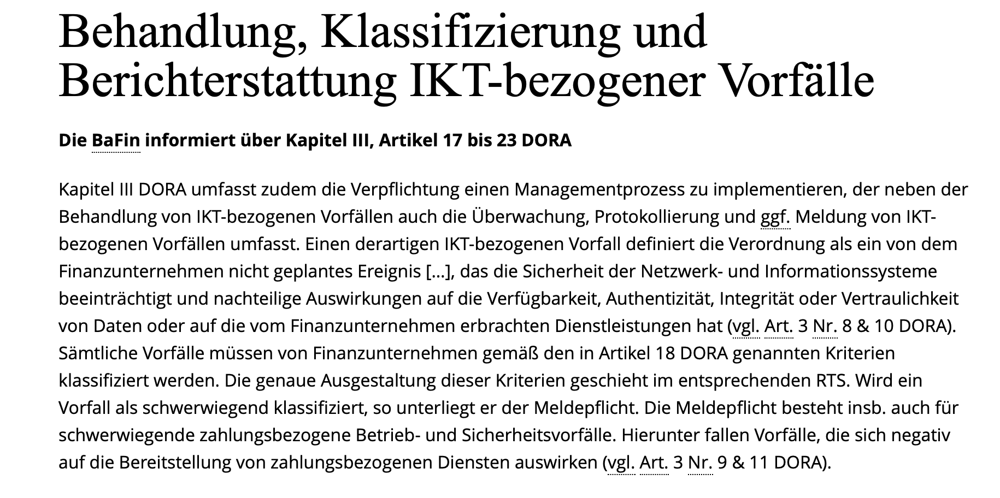 Behandlung, Klassifizierung und
Berichterstattung IKT-bezogener Vorfälle
Die BaFin informiert über Kapitel III, Artikel 17 bis 23 DORA
Kapitel III DORA umfasst zudem die Verpflichtung einen Managementprozess zu implementieren, der neben der
Behandlung von IKT-bezogenen Vorfällen auch die Überwachung, Protokollierung und ggf. Meldung von IKT-
bezogenen Vorfällen umfasst. Einen derartigen IKT-bezogenen Vorfall definiert die Verordnung als ein von dem
Finanzunternehmen nicht geplantes Ereignis [...], das die Sicherheit der Netzwerk- und Informationssysteme
beeinträchtigt und nachteilige Auswirkungen auf die Verfügbarkeit, Authentizität, Integrität oder Vertraulichkeit
von Daten oder auf die vom Finanzunternehmen erbrachten Dienstleistungen hat (vgl. Art. 3 Nr. 8 & 10 DORA).
Sämtliche Vorfälle müssen von Finanzunternehmen gemäß den in Artikel 18 DORA genannten Kriterien
klassifiziert werden. Die genaue Ausgestaltung dieser Kriterien geschieht im entsprechenden RTS. Wird ein
Vorfall als schwerwiegend klassifiziert, so unterliegt er der Meldepflicht. Die Meldepflicht besteht insb. auch für
schwerwiegende zahlungsbezogene Betrieb- und Sicherheitsvorfälle. Hierunter fallen Vorfälle, die sich negativ
auf die Bereitstellung von zahlungsbezogenen Diensten auswirken (vgl. Art. 3 Nr. 9 & 11 DORA).